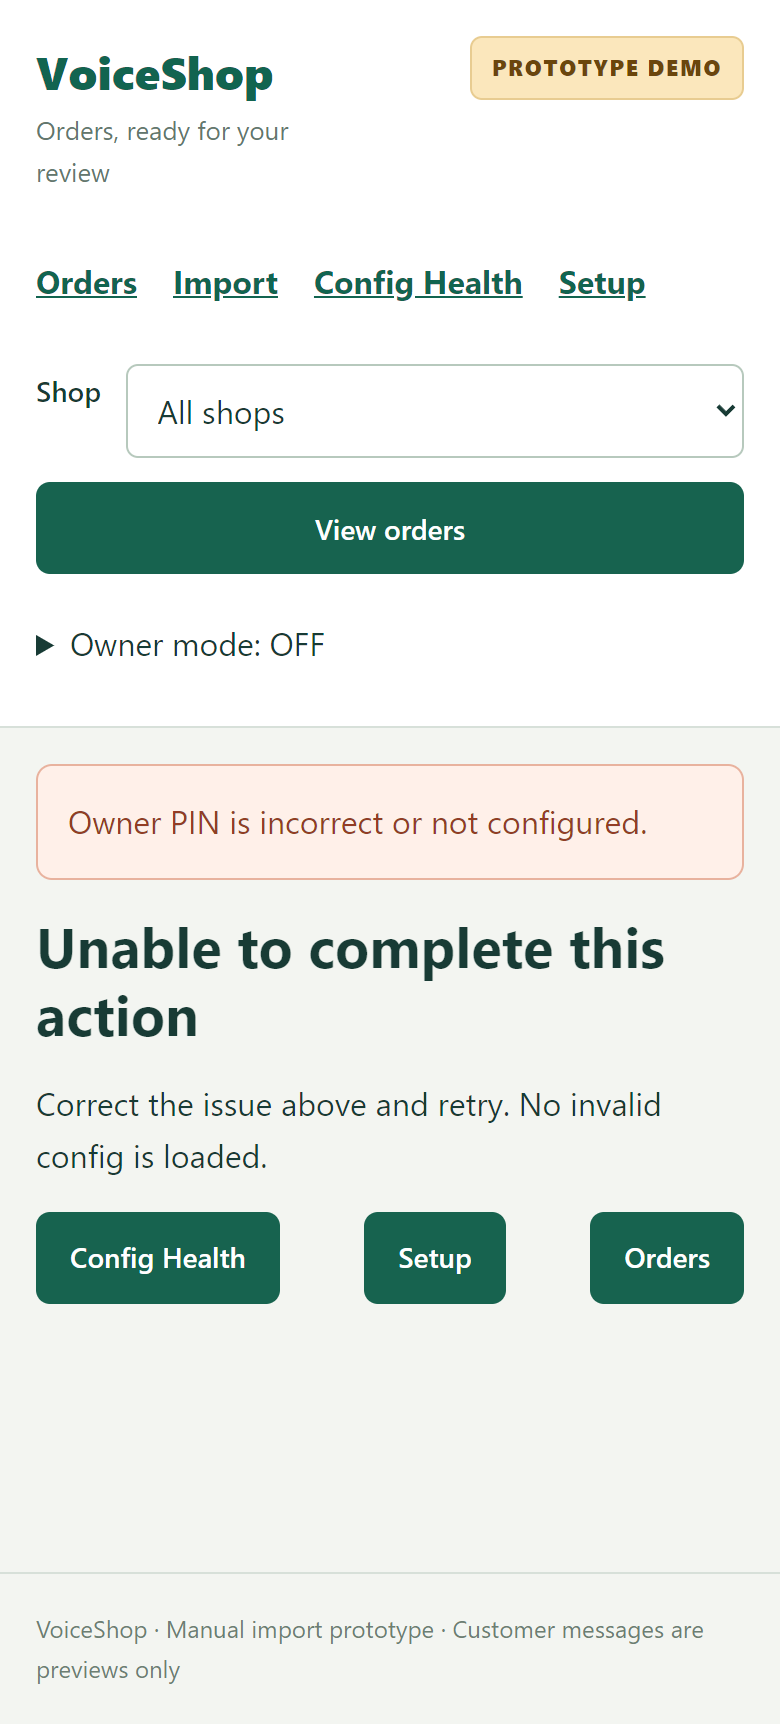 VoiceShop
PROTOTYPE DEMO
Orders, ready for your
review
Orders Import Config Health Setup
Shop
All shops
View orders
Owner mode: OFF
Owner PIN is incorrect or not configured.
Unable to complete this
action
Correct the issue above and retry. No invalid
config is loaded.
Config Health Setup Orders
VoiceShop · Manual import prototype · Customer messages are
previews only